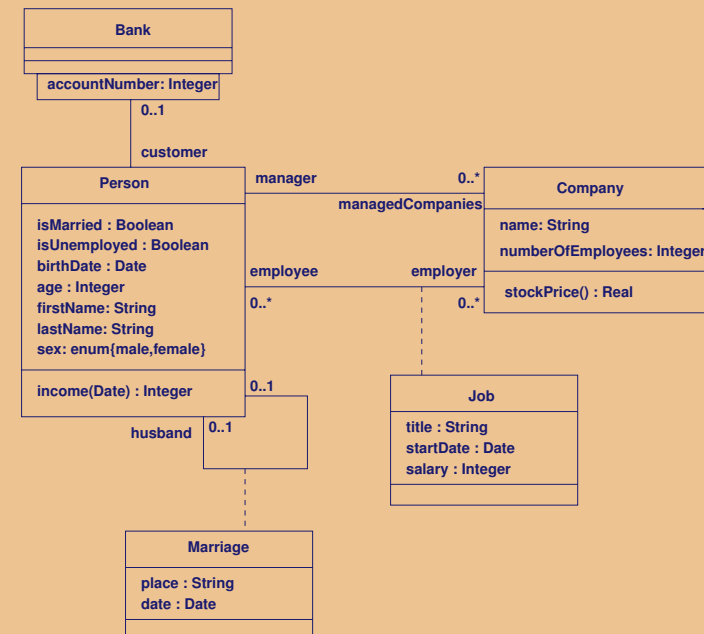 Bank
accountNumber: Integer
0..1
customer
Person
isMarried : Boolean
isUnemployed : Boolean
birthDate : Date
age : Integer
firstName: String
lastName: String
sex: enum{male,female}
income(Date) : Integer
manager
0..*
managedCompanies
employee
employer
0..*
0..*
Company
name: String
numberOfEmployees: Integer
stockPrice() : Real
0..1
husband
0..1
Job
title : String
startDate : Date
salary : Integer
Marriage
place : String
date : Date